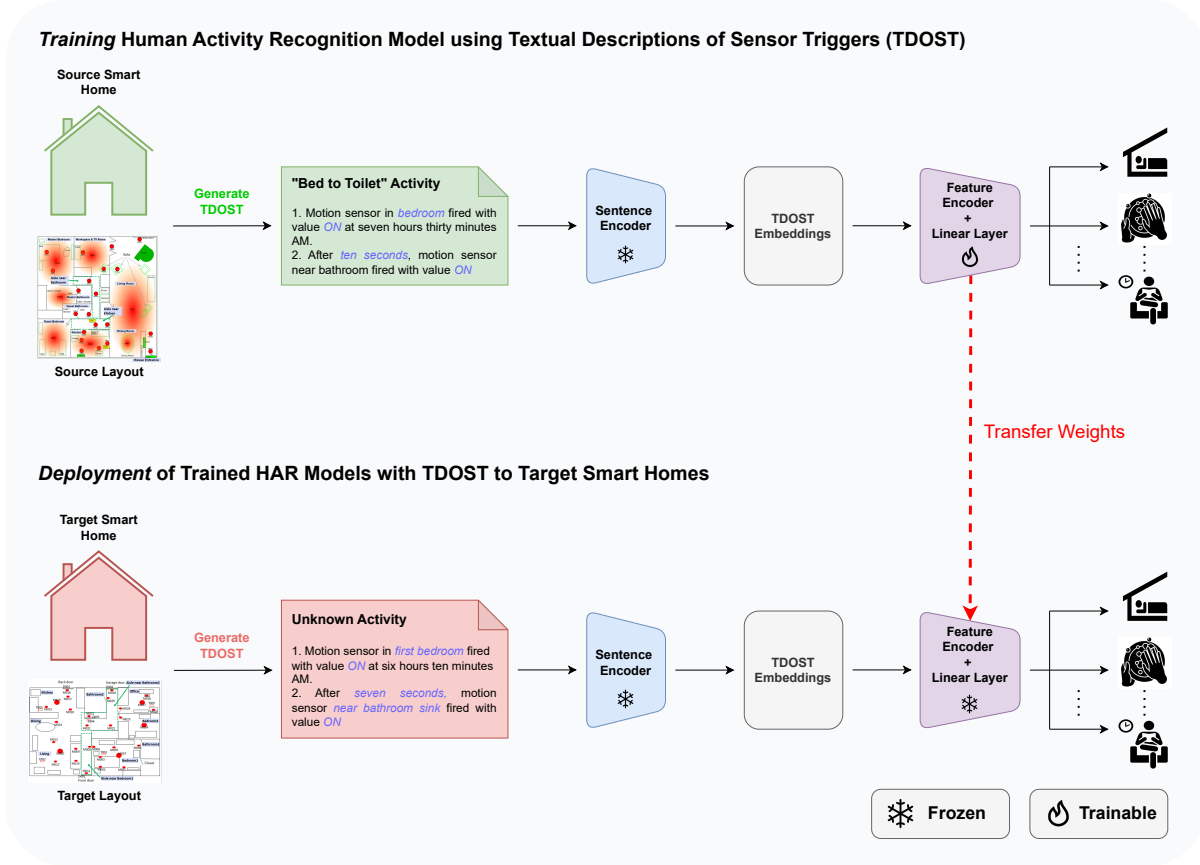 Training Human Activity Recognition Model using Textual Descriptions of Sensor Triggers (TDOST)
Source Smart
Home
Generate
TDOST
"Bed to Toilet" Activity
1. Motion sensor in bedroom fired with
value ON at seven hours thirty minutes
AM.
2. After ten seconds, motion sensor
near bathroom fired with value ON
Sentence
Encoder
TDOST
Embeddings
Feature
Encoder
+
Linear Layer
Source Layout
Transfer Weights
Deployment of Trained HAR Models with TDOST to Target Smart Homes
Target Smart
Home
Generate
TDOST
Unknown Activity
1. Motion sensor in first bedroom fired
with value ON at six hours ten minutes
AM.
2. After seven seconds, motion
sensor near bathroom sink fired with
value ON
Sentence
Encoder
TDOST
Embeddings
Feature
Encoder
+
Linear Layer
Target Layout
Frozen
Trainable